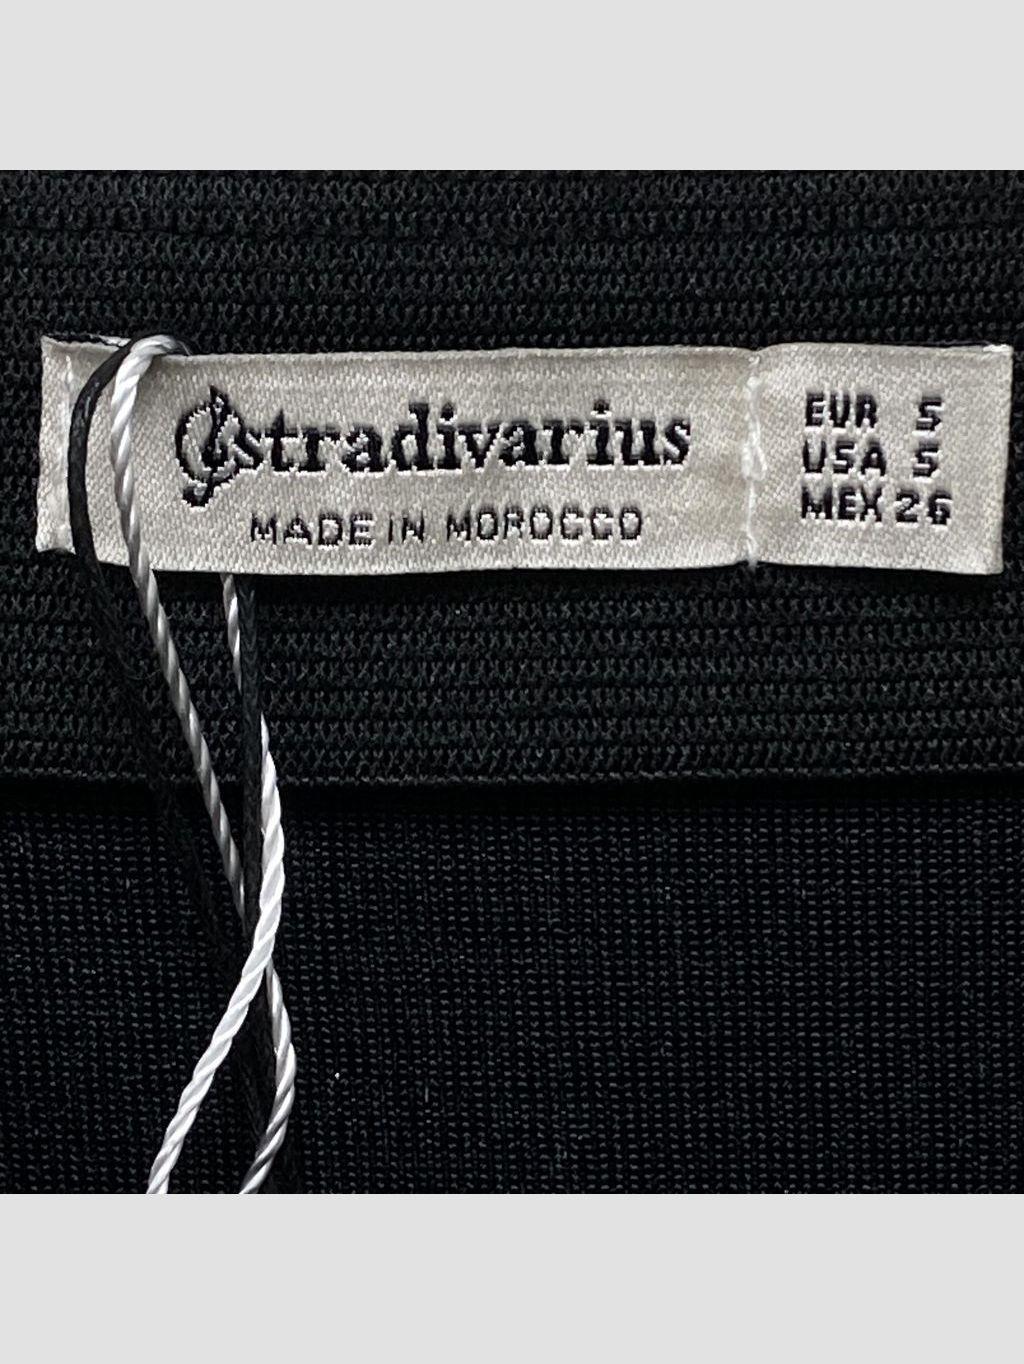 stradivarius
MADE IN MOROCCO
EUR S
USA S
MEX 26